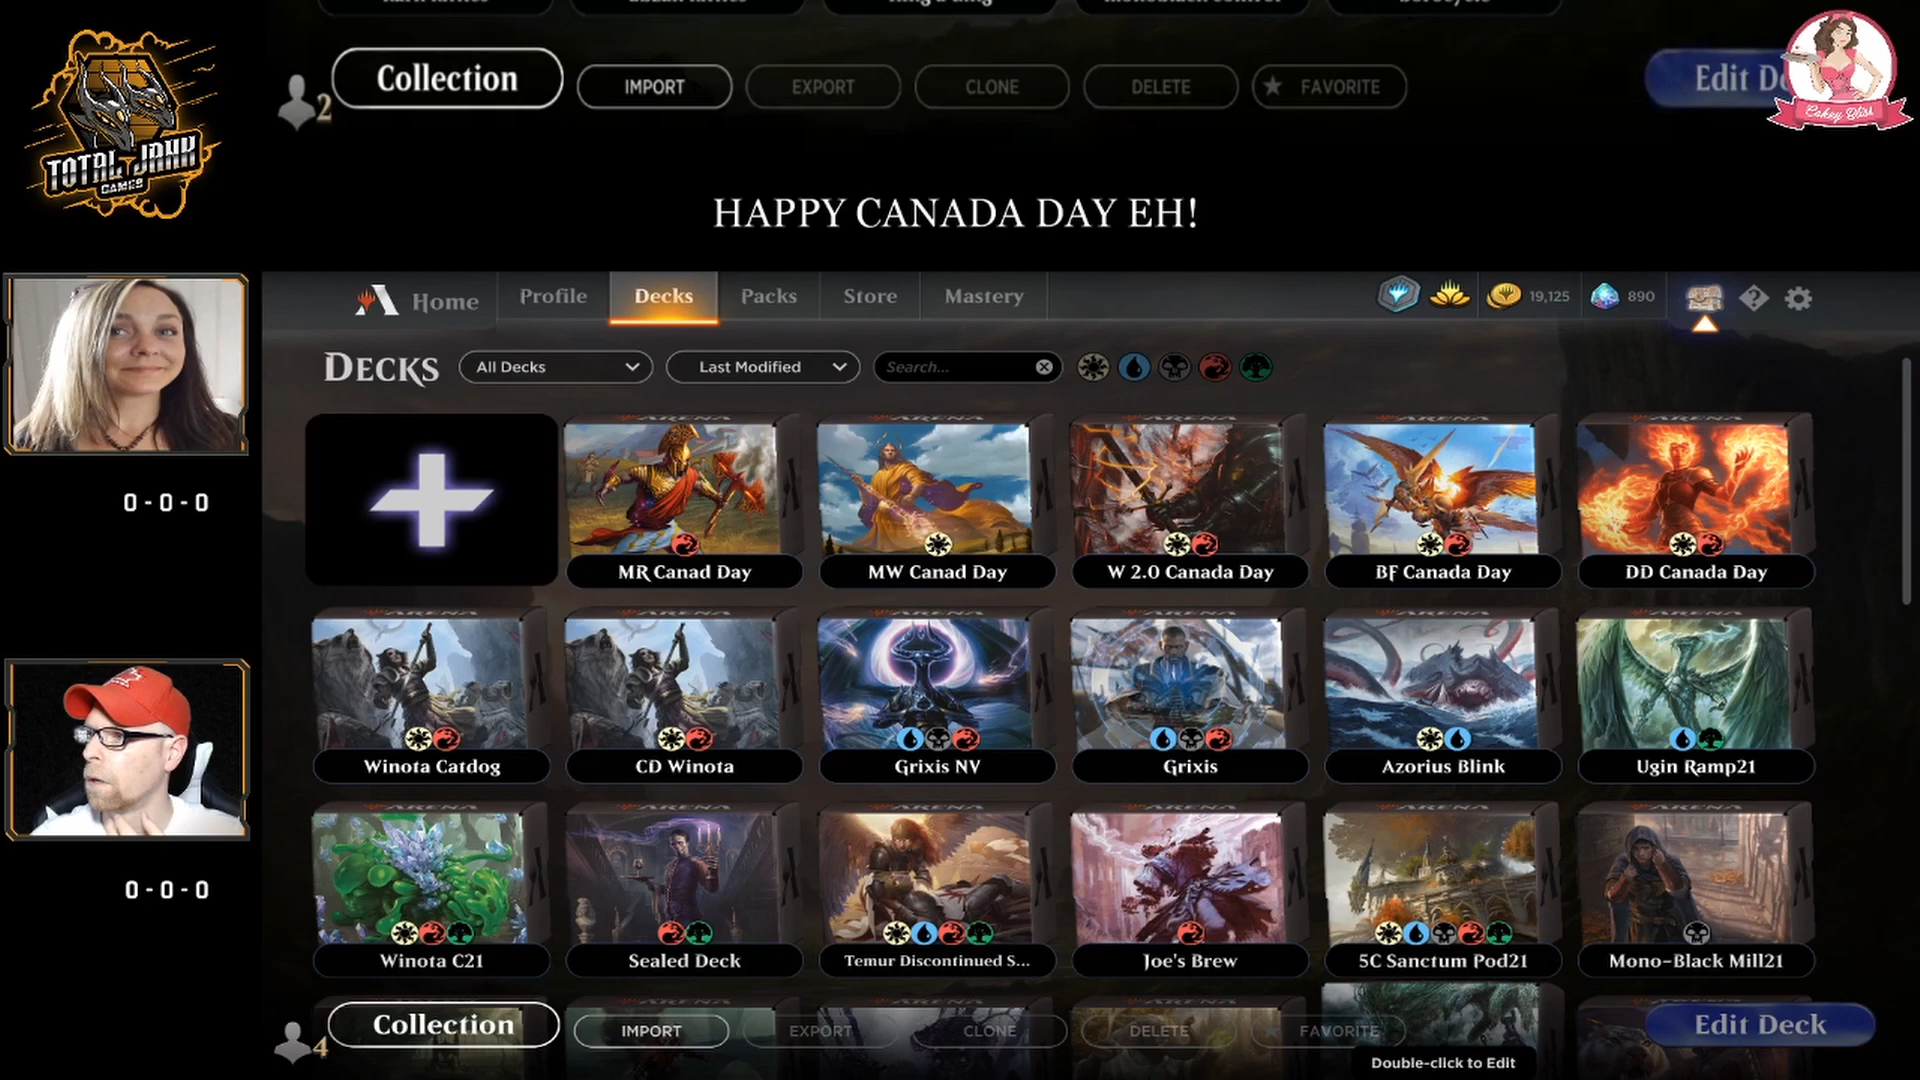 Collection
IMPORT
EXPORT
CLONE
DELETE
FAVORITE
2
TOTAL JANK
GAMES
Cakey Bliss
HAPPY CANADA DAY EH!
Home
Profile
Decks
Packs
Store
Mastery
19,125
890
DECKS
All Decks
Last Modified
Search...
MR Canad Day
MW Canad Day
W 2.0 Canada Day
BF Canada Day
DD Canada Day
0 - 0 - 0
Winota Catdog
CD Winota
Grixis NV
Grixis
Azorius Blink
Ugin Ramp21
0 - 0 - 0
Winota C21
Sealed Deck
Temur Discontinued S...
Joe's Brew
5C Sanctum Pod21
Mono-Black Mill21
4
Collection
IMPORT
EXPORT
CLONE
DELETE
FAVORITE
Edit Deck
Double-click to Edit